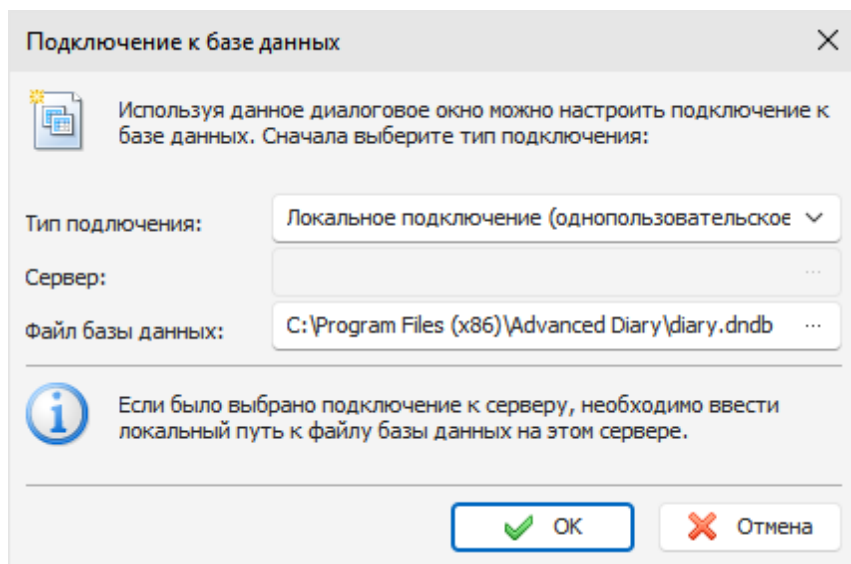 Подключение к базе данных
Используя данное диалоговое окно можно настроить подключение к
базе данных. Сначала выберите тип подключения:
Тип подлючения:
Локальное подключение (однопользовательское
Сервер:
...
Файл базы данных:
C:\Program Files (x86)\Advanced Diary\diary.dndb
...
Если было выбрано подключение к серверу, необходимо ввести
локальный путь к файлу базы данных на этом сервере.
OK
Отмена